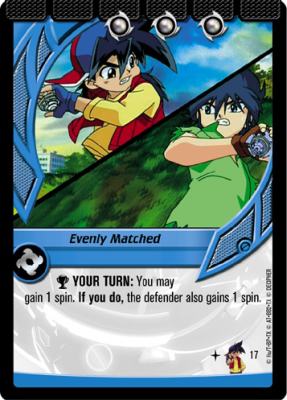 Evenly Matched
YOUR TURN: You may
gain 1 spin. If you do, the defender also gains 1 spin.
17